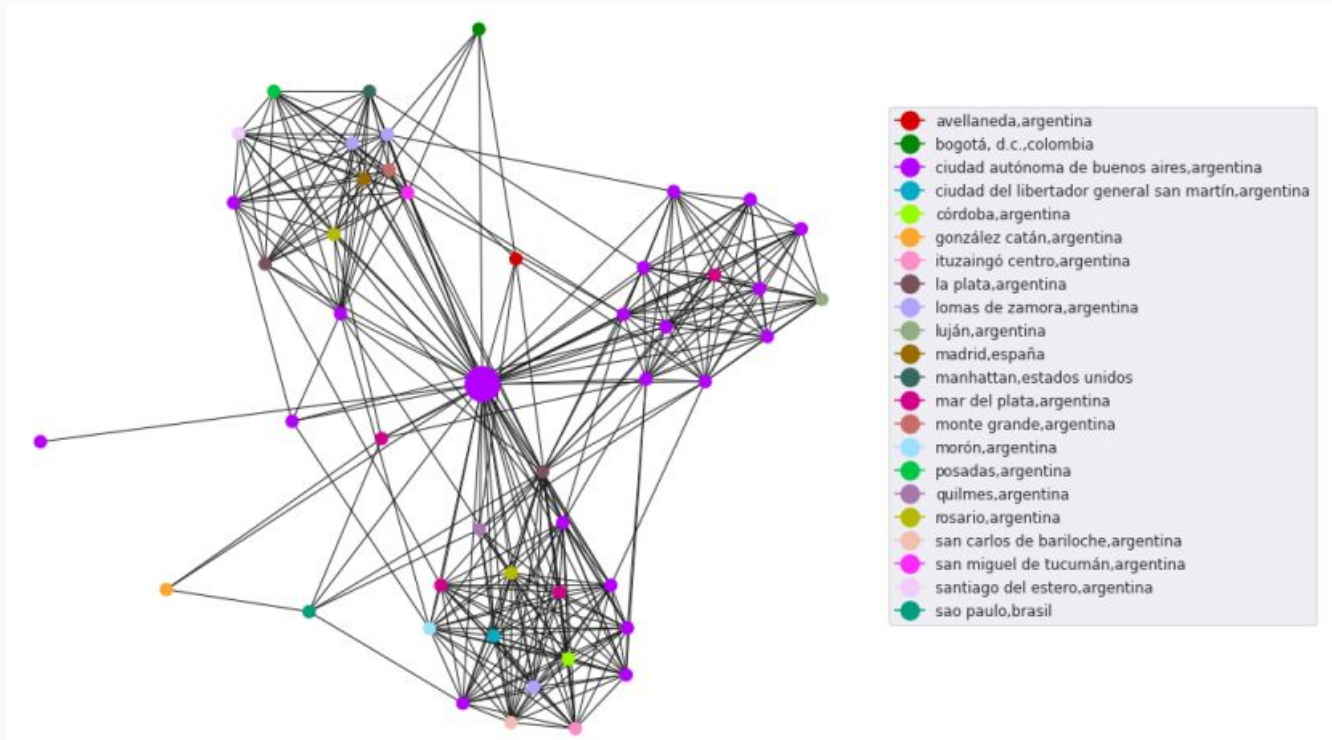 avellaneda,argentina
bogotá, d.c.,colombia
ciudad autónoma de buenos aires,argentina
ciudad del libertador general san martín,argentina
córdoba,argentina
gonzález catán,argentina
ituzaingó centro,argentina
la plata,argentina
lomas de zamora,argentina
luján,argentina
madrid,españa
manhattan,estados unidos
mar del plata,argentina
monte grande,argentina
morón,argentina
posadas,argentina
quilmes,argentina
rosario,argentina
san carlos de bariloche,argentina
san miguel de tucumán,argentina
santiago del estero,argentina
sao paulo,brasil